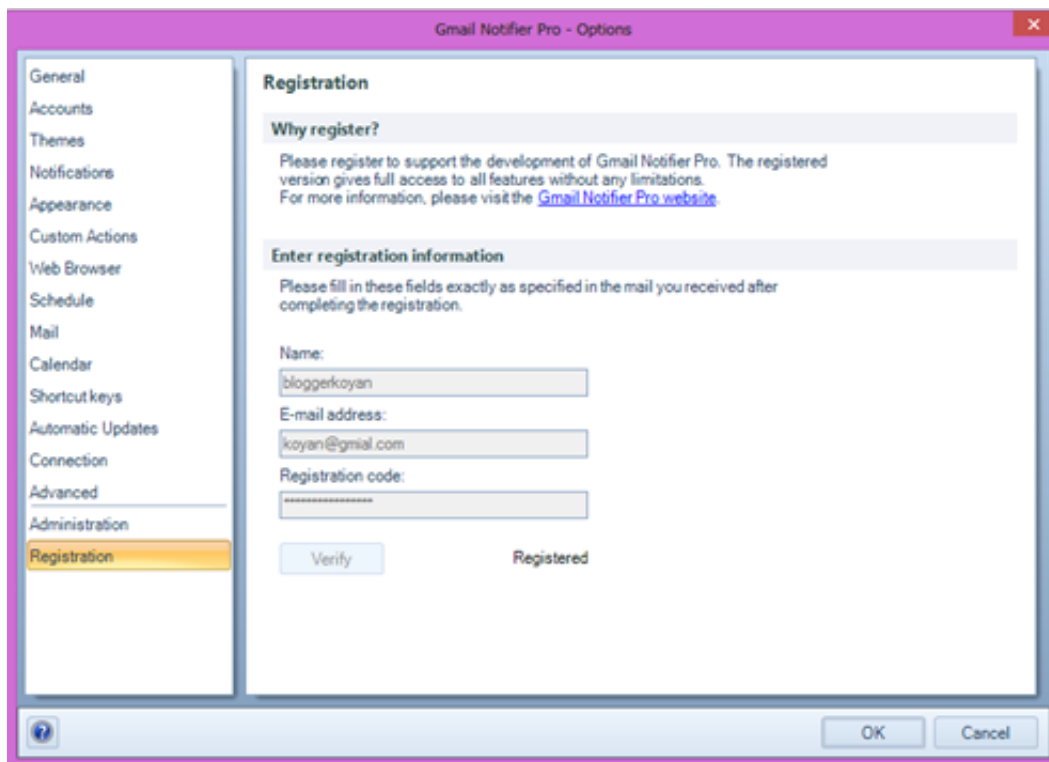 Gmail Notifier Pro - Options
General
Accounts
Themes
Notifications
Appearance
Custom Actions
Web Browser
Schedule
Mail
Calendar
Shortcut keys
Automatic Updates
Connection
Advanced
Administration
Registration
Registration
Why register?
Please register to support the development of Gmail Notifier Pro. The registered
version gives full access to all features without any limitations.
For more information, please visit the Gmail Notifier Pro website.
Enter registration information
Please fill in these fields exactly as specified in the mail you received after
completing the registration.
Name:
bloggerkoyan
E-mail address:
koyan@gmial.com
Registration code:
****************
Verify
Registered
OK
Cancel